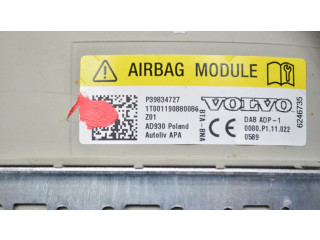 AIRBAG MODULE
P39834727
1T001190880086
Z01
AD930 Poland
Autoliv APA
BTA-BNA
VOLVO
CE
DAB ADP-1
0080.P1.11.022
0589
6246735